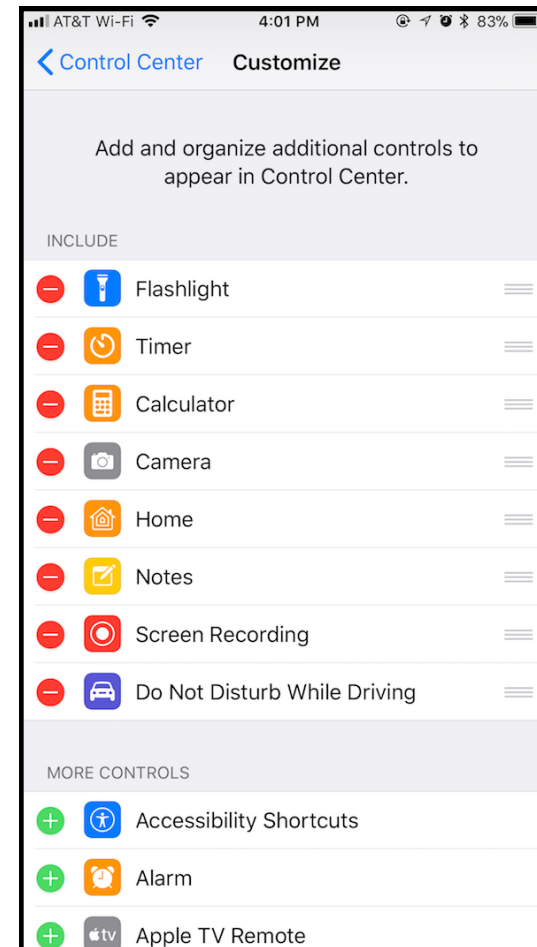 AT&T Wi-Fi 4:01 PM 83%
Control Center Customize
Add and organize additional controls to
appear in Control Center.
INCLUDE
Flashlight
Timer
Calculator
Camera
Home
Notes
Screen Recording
Do Not Disturb While Driving
MORE CONTROLS
Accessibility Shortcuts
Alarm
tv Apple TV Remote